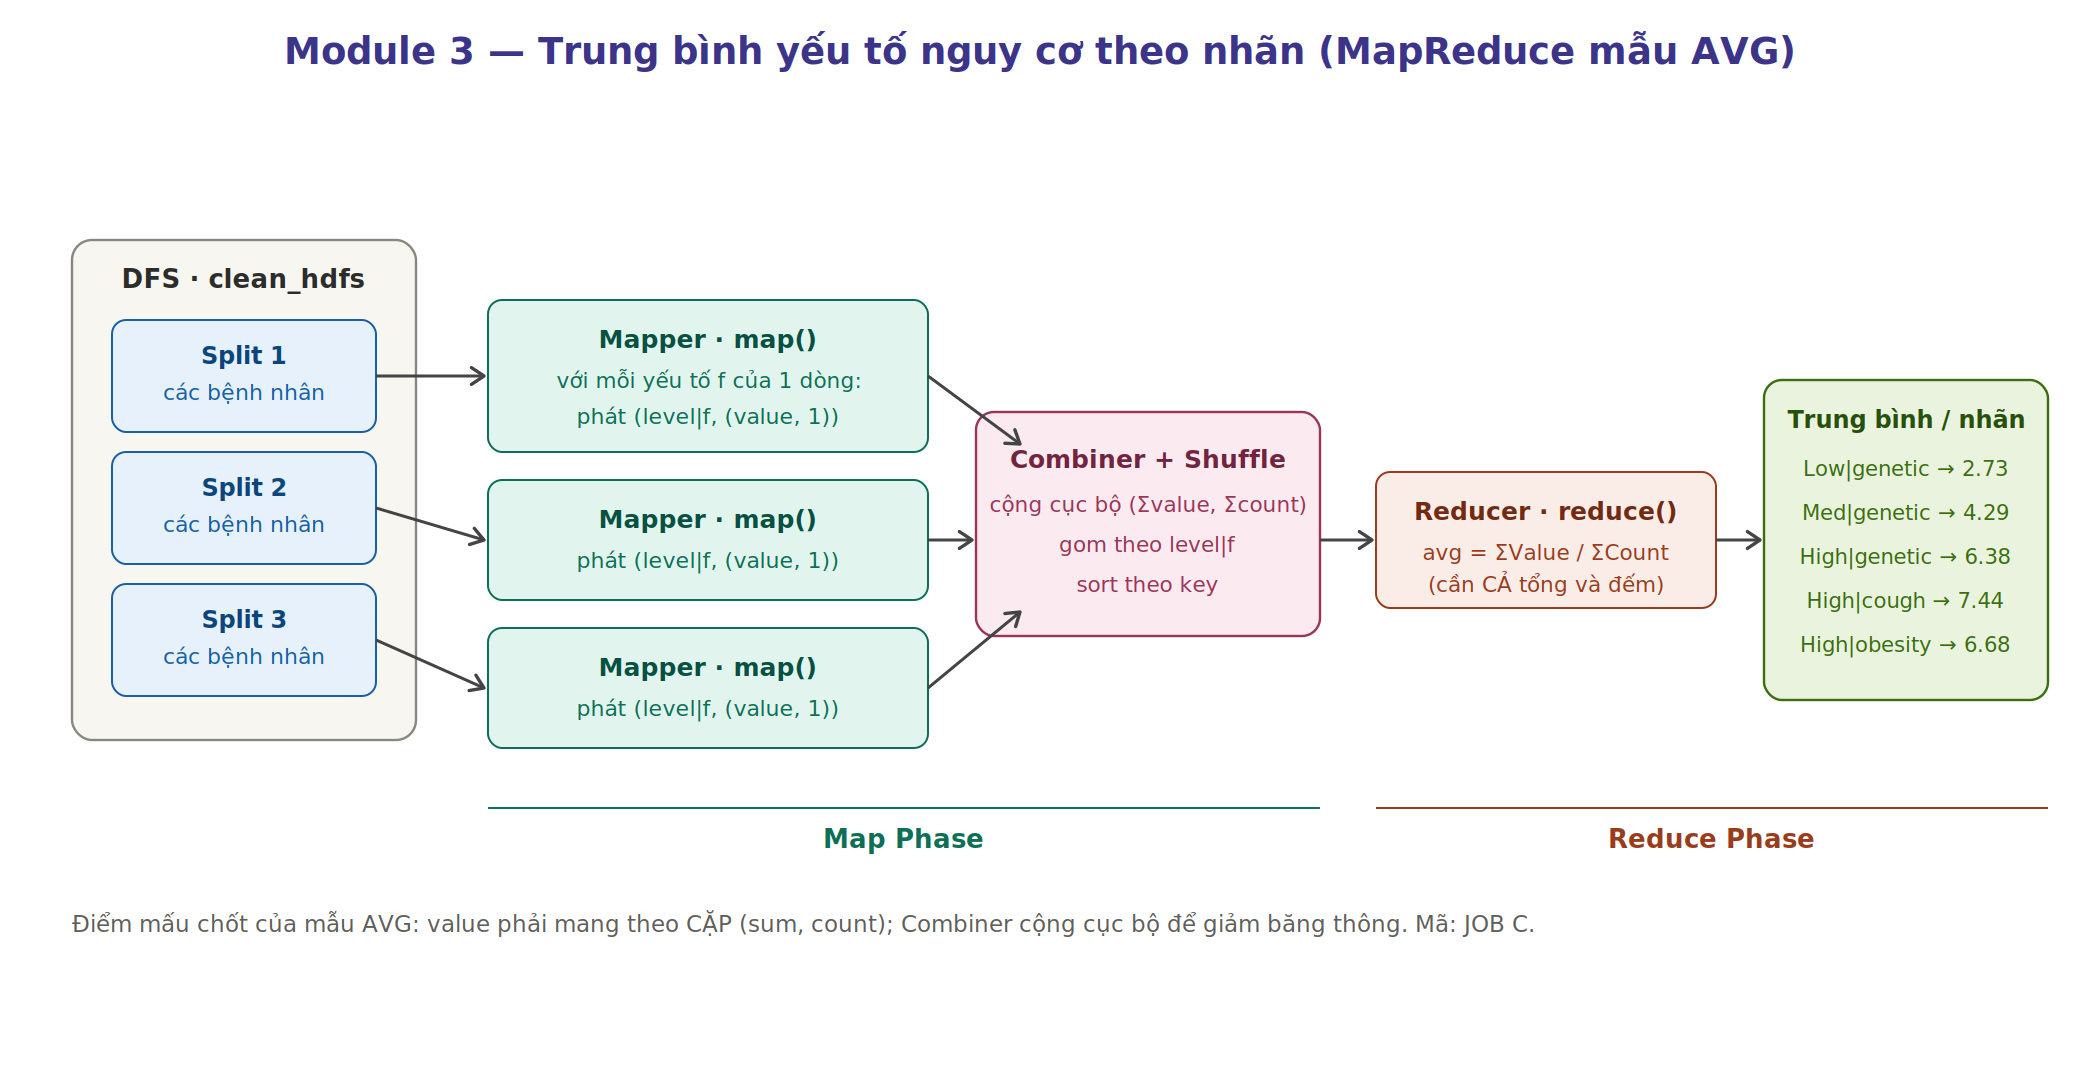 Module 3 — Trung bình yếu tố nguy cơ theo nhãn (MapReduce mẫu AVG)
DFS · clean_hdfs
Split 1
các bệnh nhân
Split 2
các bệnh nhân
Split 3
các bệnh nhân
Mapper · map()
với mỗi yếu tố f của 1 dòng:
phát (level|f, (value, 1))
Mapper · map()
phát (level|f, (value, 1))
Mapper · map()
phát (level|f, (value, 1))
Combiner + Shuffle
cộng cục bộ (Σvalue, Σcount)
gom theo level|f
sort theo key
Reducer · reduce()
avg = ΣValue / ΣCount
(cần CẢ tổng và đếm)
Trung bình / nhãn
Low|genetic → 2.73
Med|genetic → 4.29
High|genetic → 6.38
High|cough → 7.44
High|obesity → 6.68
Map Phase
Reduce Phase
Điểm mấu chốt của mẫu AVG: value phải mang theo CẶP (sum, count); Combiner cộng cục bộ để giảm băng thông. Mã: JOB C.